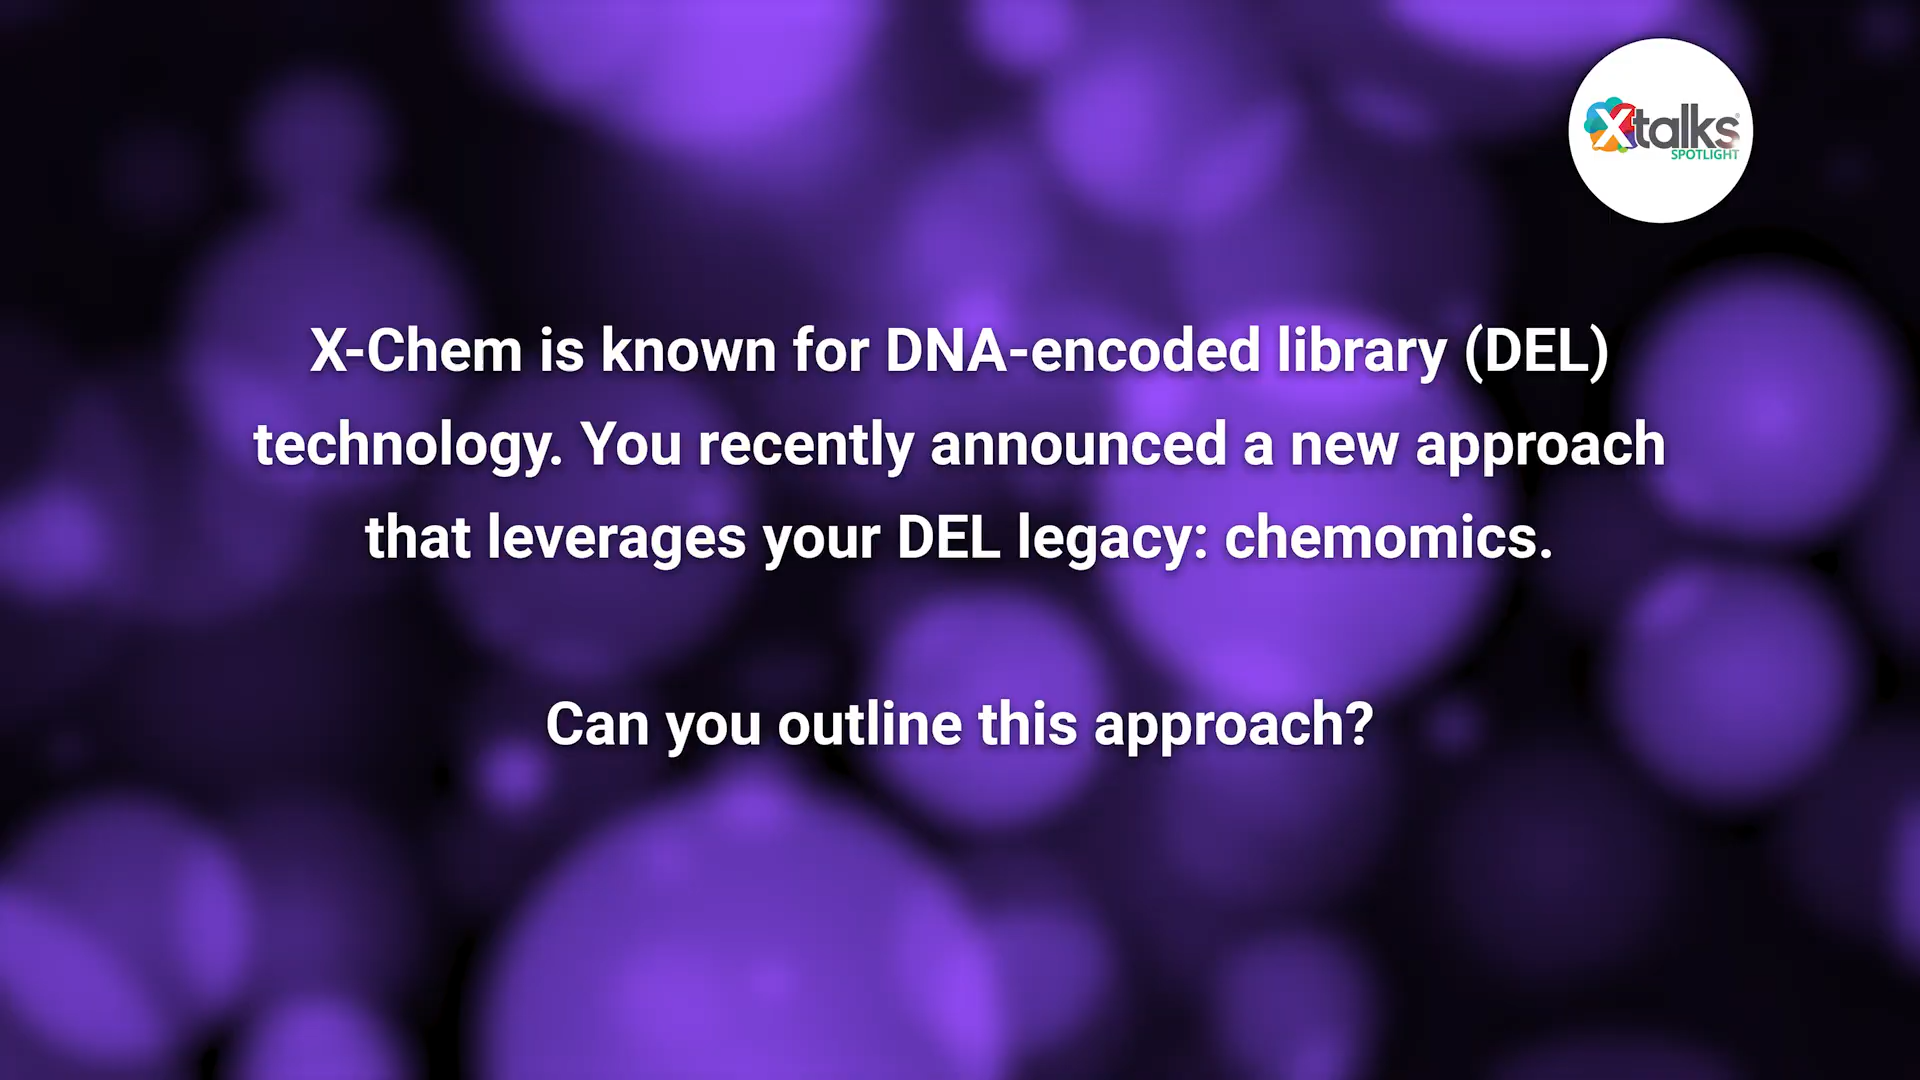 Xtalks
SPOTLIGHT
X-Chem is known for DNA-encoded library (DEL)
technology. You recently announced a new approach
that leverages your DEL legacy: chemomics.
Can you outline this approach?